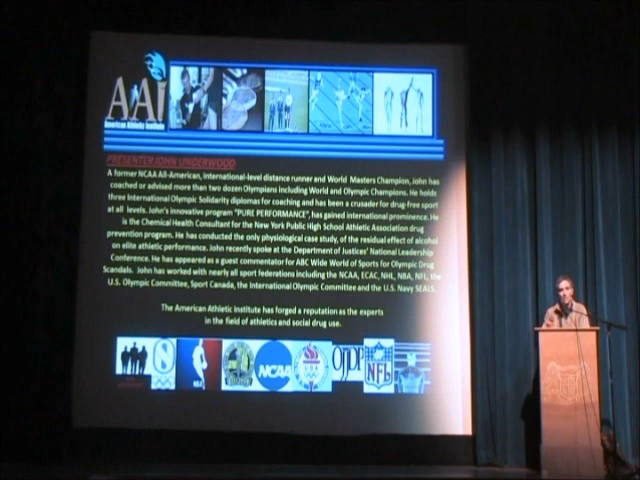 AAI
American Athletic Institute
PRESENTER JOHN UNDERWOOD
A former NCAA All-American, International-level distance runner and World Masters Champion, John has
coached or advised more than two dozen Olympians including World and Olympic Champions. He holds
three International Olympic Solidarity diplomas for coaching and has been a crusader for drug-free sport
at all levels. John's innovative program "PURE PERFORMANCE", has gained international prominence. He
is the Chemical Health Consultant for the New York Public High School Athletic Association drug
prevention program. He has conducted the only physiological case study, of the residual effect of alcohol
on elite athletic performance. John recently spoke at the Department of Justices' National Leadership
Conference. He has appeared as a guest commentator for ABC Wide World of Sports for Olympic Drug
Scandals. John has worked with nearly all sport federations including the NCAA, ECAC, NHL, NBA, NFL, the
U.S. Olympic Committee, Sport Canada, the International Olympic Committee and the U.S. Navy SEALS.
The American Athletic Institute has forged a reputation as the experts
in the field of athletics and social drug use.
NCAA
OJJDP
NFL